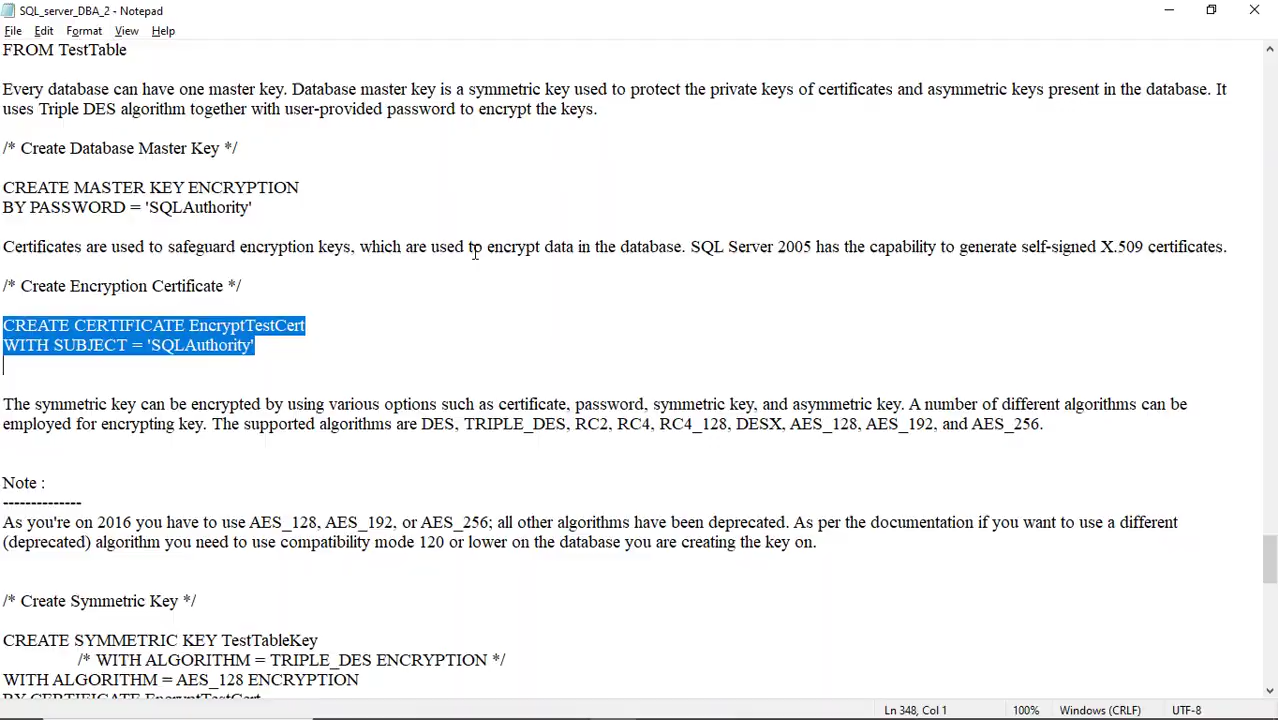 SQL_server_DBA_2 - Notepad
File Edit Format View Help
FROM TestTable
Every database can have one master key. Database master key is a symmetric key used to protect the private keys of certificates and asymmetric keys present in the database. It
uses Triple DES algorithm together with user-provided password to encrypt the keys.
/* Create Database Master Key */
CREATE MASTER KEY ENCRYPTION
BY PASSWORD = 'SQLAuthority'
Certificates are used to safeguard encryption keys, which are used to encrypt data in the database. SQL Server 2005 has the capability to generate self-signed X.509 certificates.
/* Create Encryption Certificate */
CREATE CERTIFICATE EncryptTestCert
WITH SUBJECT = 'SQLAuthority'
The symmetric key can be encrypted by using various options such as certificate, password, symmetric key, and asymmetric key. A number of different algorithms can be
employed for encrypting key. The supported algorithms are DES, TRIPLE_DES, RC2, RC4, RC4_128, DESX, AES_128, AES_192, and AES_256.
Note :
--------------
As you're on 2016 you have to use AES_128, AES_192, or AES_256; all other algorithms have been deprecated. As per the documentation if you want to use a different
(deprecated) algorithm you need to use compatibility mode 120 or lower on the database you are creating the key on.
/* Create Symmetric Key */
CREATE SYMMETRIC KEY TestTableKey
/* WITH ALGORITHM = TRIPLE_DES ENCRYPTION */
WITH ALGORITHM = AES_128 ENCRYPTION
BY CERTIFICATE EncryptTestCert
Ln 348, Col 1 100% Windows (CRLF) UTF-8